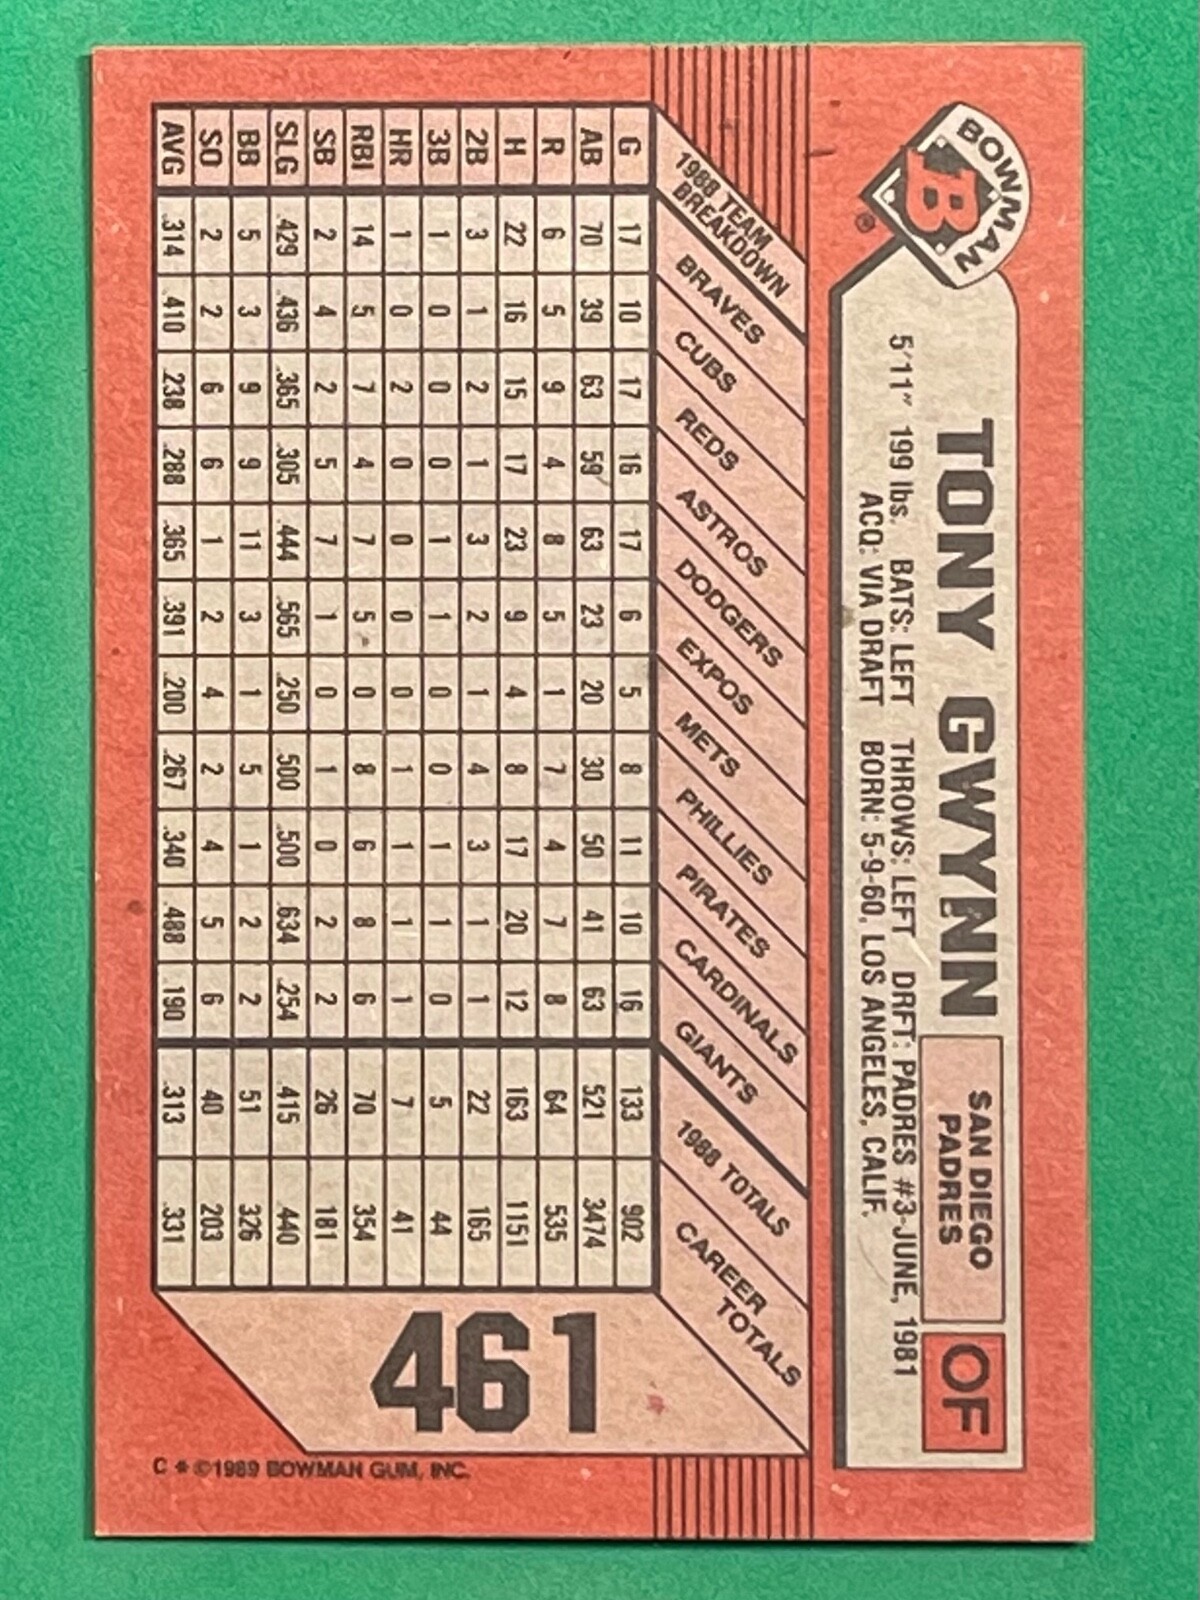 BOWMAN
B
®
TONY GWYNN
SAN DIEGO
PADRES
OF
5'11" 199 lbs. BATS: LEFT THROWS: LEFT DRFT: PADRES #3-JUNE, 1981
ACQ: VIA DRAFT BORN: 5-9-60, LOS ANGELES, CALIF.
1988 TEAM
BREAKDOWN
BRAVES
CUBS
REDS
ASTROS
DODGERS
EXPOS
METS
PHILLIES
PIRATES
CARDINALS
GIANTS
1988 TOTALS
CAREER
TOTALS
G 17 10 17 16 17 6 5 8 11 10 16 133 902
AB 70 39 63 59 63 23 20 30 50 41 63 521 3474
R 6 5 9 4 8 5 1 7 4 7 8 64 535
H 22 16 15 17 23 9 4 8 17 20 12 163 1151
2B 3 1 2 1 3 2 1 4 3 1 1 22 165
3B 1 0 0 0 1 1 0 0 1 1 0 5 44
HR 1 0 2 0 0 0 0 1 1 1 1 7 41
RBI 14 5 7 4 7 5 0 8 6 8 6 70 354
SB 2 4 2 5 7 1 0 1 0 2 2 26 181
SLG .429 .436 .365 .305 .444 .565 .250 .500 .500 .634 .254 .415 .440
BB 5 3 9 9 11 3 1 5 1 2 2 51 326
SO 2 2 6 6 1 2 4 2 4 5 6 40 203
AVG .314 .410 .238 .288 .365 .391 .200 .267 .340 .488 .190 .313 .331
461
C * ©1989 BOWMAN GUM, INC.